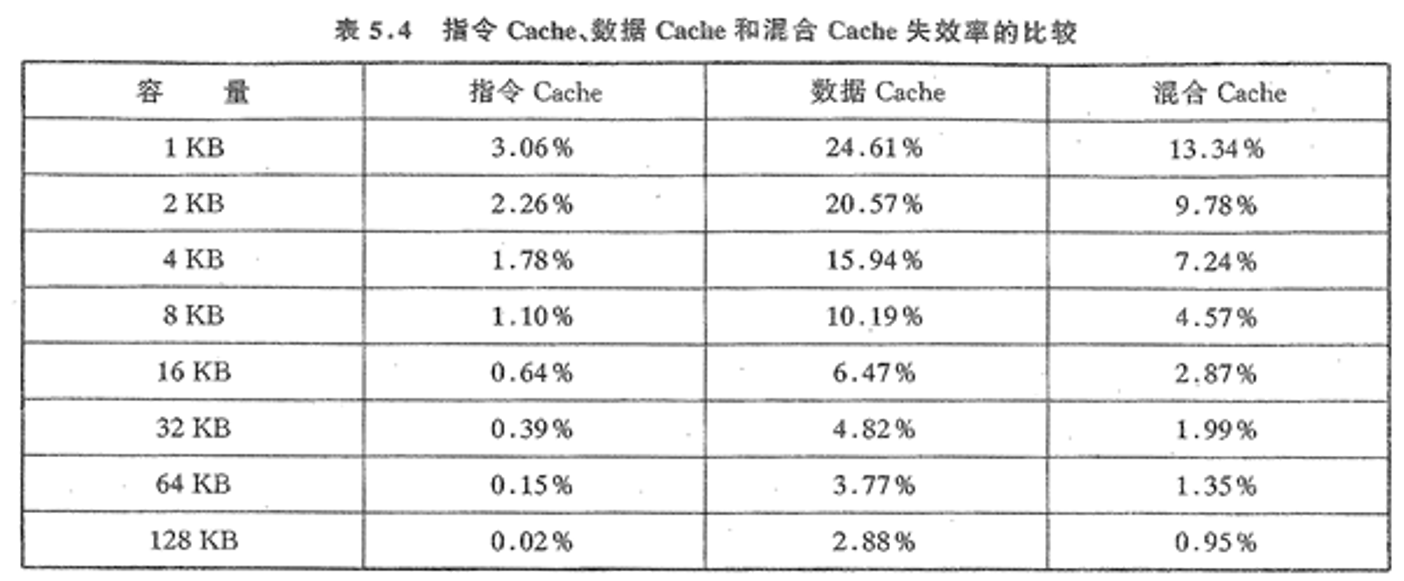 表 5.4 指令 Cache、数据 Cache 和混合 Cache 失效率的比较
容 量 指令 Cache 数据 Cache 混合 Cache
1 KB 3.06% 24.61% 13.34%
2 KB 2.26% 20.57% 9.78%
4 KB 1.78% 15.94% 7.24%
8 KB 1.10% 10.19% 4.57%
16 KB 0.64% 6.47% 2.87%
32 KB 0.39% 4.82% 1.99%
64 KB 0.15% 3.77% 1.35%
128 KB 0.02% 2.88% 0.95%